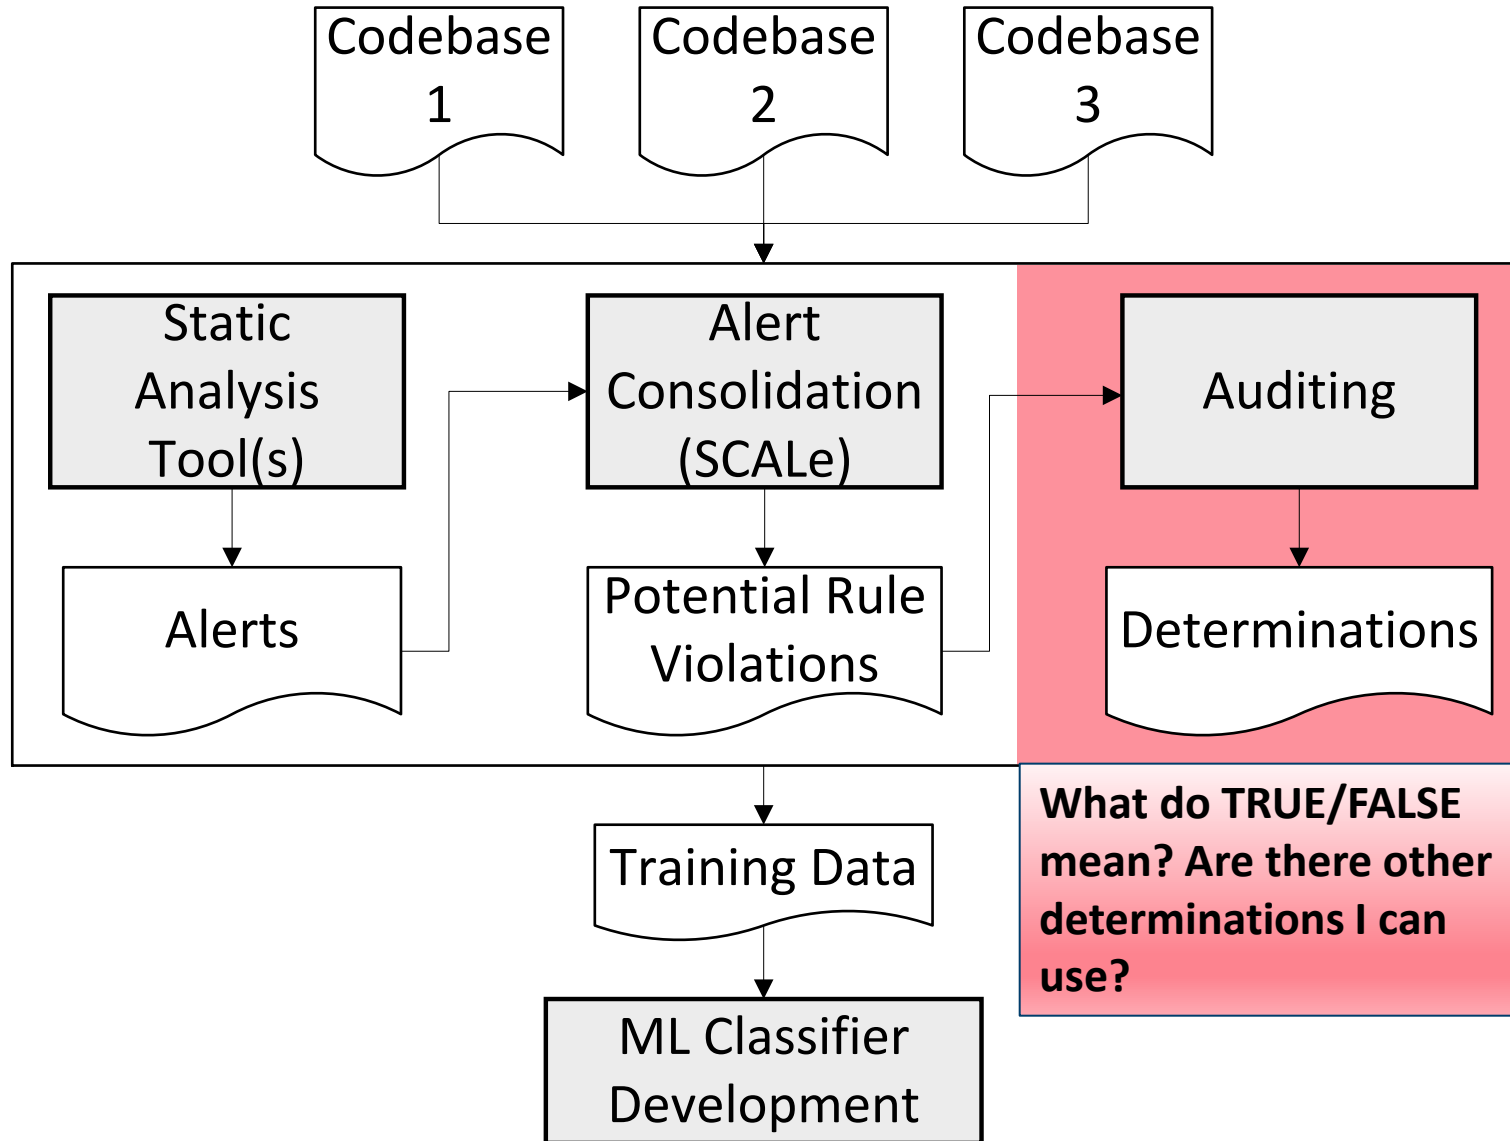 Codebase
1
Codebase
2
Codebase
3
Static
Analysis
Tool(s)
Alert
Consolidation
(SCALe)
Auditing
Alerts
Potential Rule
Violations
Determinations
What do TRUE/FALSE
mean? Are there other
determinations I can
use?
Training Data
ML Classifier
Development